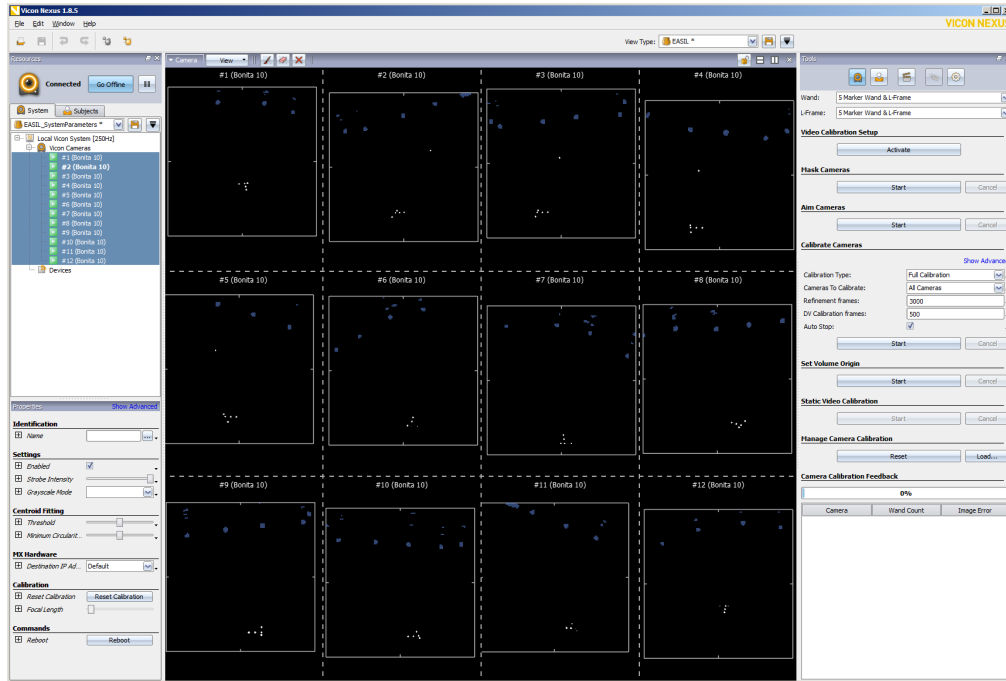 Vicon Nexus 1.8.5
File Edit Window Help
VICON NEXUS
View Type: EASIL *
Resources
Connected Go Offline
System Subjects
EASIL_SystemParameters *
Local Vicon System [250Hz]
Vicon Cameras
#1 (Bonita 10)
#2 (Bonita 10)
#3 (Bonita 10)
#4 (Bonita 10)
#5 (Bonita 10)
#6 (Bonita 10)
#7 (Bonita 10)
#8 (Bonita 10)
#9 (Bonita 10)
#10 (Bonita 10)
#11 (Bonita 10)
#12 (Bonita 10)
Devices
Properties Show Advanced
Identification
Name
Settings
Enabled
Strobe Intensity
Grayscale Mode
Centroid Fitting
Threshold
Minimum Circularit...
MX Hardware
Destination IP Ad... Default
Calibration
Reset Calibration Reset Calibration
Focal Length
Commands
Reboot Reboot
Camera View
#1 (Bonita 10) #2 (Bonita 10) #3 (Bonita 10) #4 (Bonita 10)
#5 (Bonita 10) #6 (Bonita 10) #7 (Bonita 10) #8 (Bonita 10)
#9 (Bonita 10) #10 (Bonita 10) #11 (Bonita 10) #12 (Bonita 10)
Tools
Wand: 5 Marker Wand & L-Frame
L-Frame: 5 Marker Wand & L-Frame
Video Calibration Setup
Activate
Mask Cameras
Start Cancel
Aim Cameras
Start Cancel
Calibrate Cameras
Show Advanced
Calibration Type: Full Calibration
Cameras To Calibrate: All Cameras
Refinement frames: 3000
DV Calibration frames: 500
Auto Stop:
Start Cancel
Set Volume Origin
Start Cancel
Static Video Calibration
Start Cancel
Manage Camera Calibration
Reset Load...
Camera Calibration Feedback
0%
Camera Wand Count Image Error